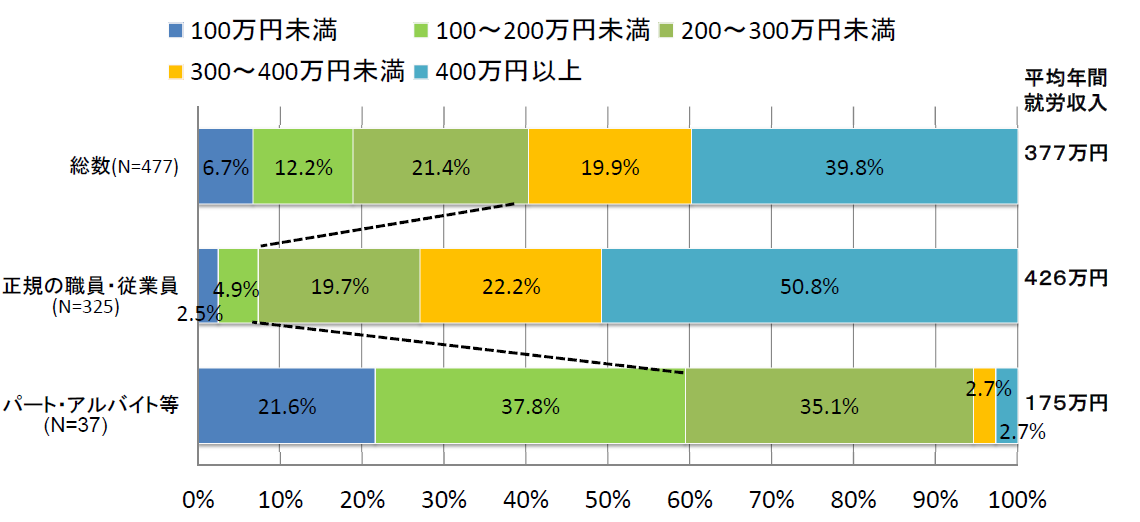 100万円未満 100～200万円未満 200～300万円未満
300～400万円未満 400万円以上
平均年間
就労収入
総数(N=477) 6.7% 12.2% 21.4% 19.9% 39.8% 377万円
正規の職員・従業員
(N=325)
2.5% 4.9% 19.7% 22.2% 50.8% 426万円
パート・アルバイト等
(N=37)
21.6% 37.8% 35.1% 2.7% 2.7% 175万円
0% 10% 20% 30% 40% 50% 60% 70% 80% 90% 100%